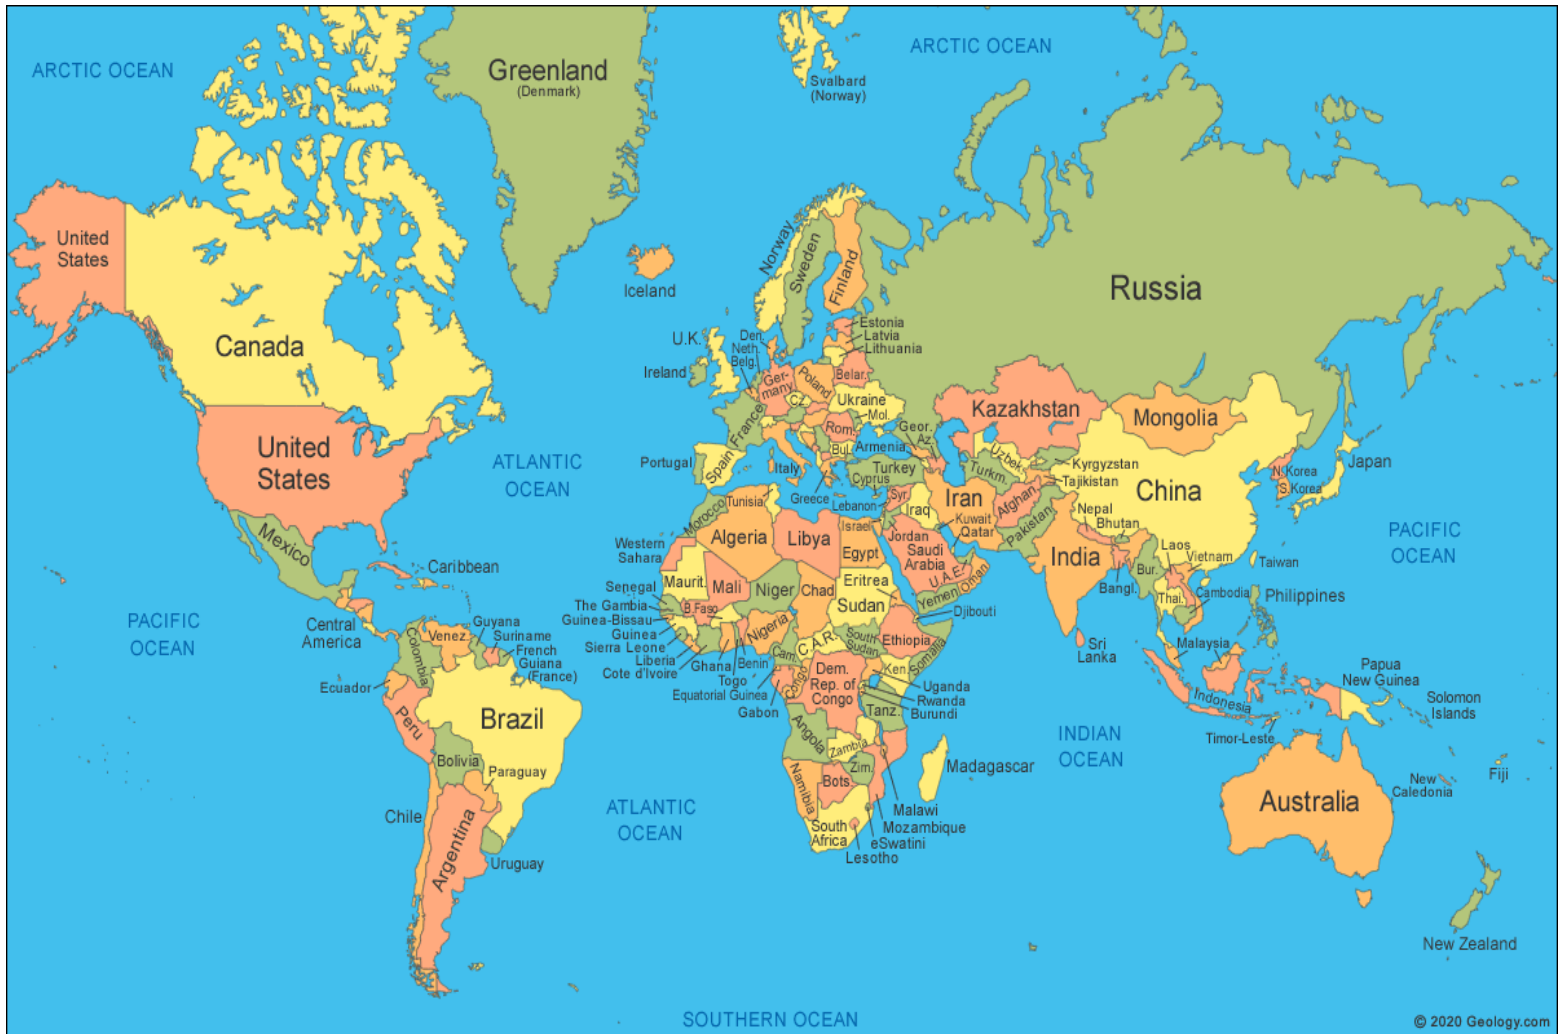 ARCTIC OCEAN
Greenland
(Denmark)
Svalbard
(Norway)
ARCTIC OCEAN
United
States
Canada
Iceland
Norway
Sweden
Finland
Russia
Estonia
Latvia
Lithuania
U.K.
Ireland
Den.
Neth.
Belg.
Ger-
many
Poland
Belar.
Cz.
Ukraine
Mol.
France
Rom.
Bul.
Spain
Portugal
Italy
Greece
Geor.
Az.
Armenia
Turkey
Cyprus
Lebanon
Syr.
Israel
Iraq
Jordan
Kuwait
Qatar
Iran
Saudi
Arabia
U.A.E.
Oman
Yemen
Kazakhstan
Uzbek.
Turkm.
Kyrgyzstan
Tajikistan
Afghan.
Pakistan
Mongolia
China
N. Korea
S. Korea
Japan
Nepal
Bhutan
India
Bangl.
Bur.
Laos
Vietnam
Thai.
Cambodia
Taiwan
Philippines
Sri
Lanka
Malaysia
Indonesia
Timor-Leste
Papua
New Guinea
Solomon
Islands
PACIFIC
OCEAN
United
States
ATLANTIC
OCEAN
Mexico
Caribbean
Central
America
PACIFIC
OCEAN
Venez.
Guyana
Suriname
French
Guiana
(France)
Colombia
Ecuador
Peru
Brazil
Bolivia
Paraguay
Chile
Argentina
Uruguay
ATLANTIC
OCEAN
Morocco
Tunisia
Algeria
Libya
Egypt
Western
Sahara
Maurit.
Mali
Niger
Chad
Sudan
Eritrea
Djibouti
Senegal
The Gambia
Guinea-Bissau
Guinea
Sierra Leone
Liberia
Cote d'Ivoire
B.Faso
Ghana
Togo
Benin
Nigeria
Cam.
Equatorial Guinea
Gabon
Congo
C.A.R.
South
Sudan
Ethiopia
Somalia
Dem.
Rep. of
Congo
Ken.
Uganda
Rwanda
Burundi
Tanz.
Angola
Zambia
Zim.
Namibia
Bots.
South
Africa
Malawi
Mozambique
eSwatini
Lesotho
Madagascar
INDIAN
OCEAN
Australia
New
Caledonia
Fiji
New Zealand
SOUTHERN OCEAN
© 2020 Geology.com